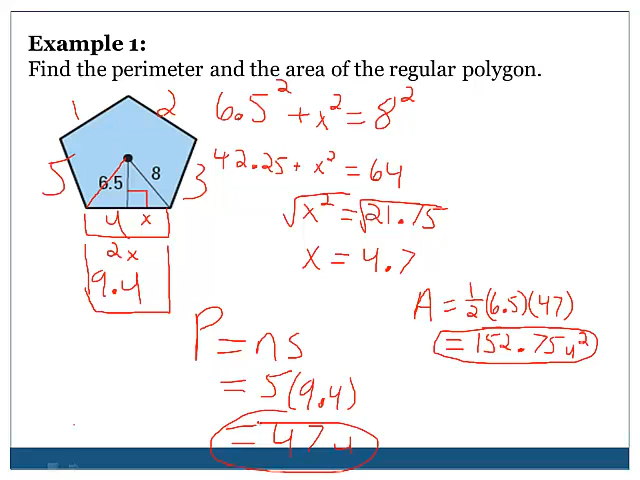 Example 1:
Find the perimeter and the area of the regular polygon.
1 2
3
5
6.5 8
4 x
2x
9.4
6.5² + x² = 8²
42.25 + x² = 64
√x² = √21.75
x = 4.7
P = ns
= 5(9.4)
= 47u
A = 1/2 (6.5)(47)
= 152.75u²